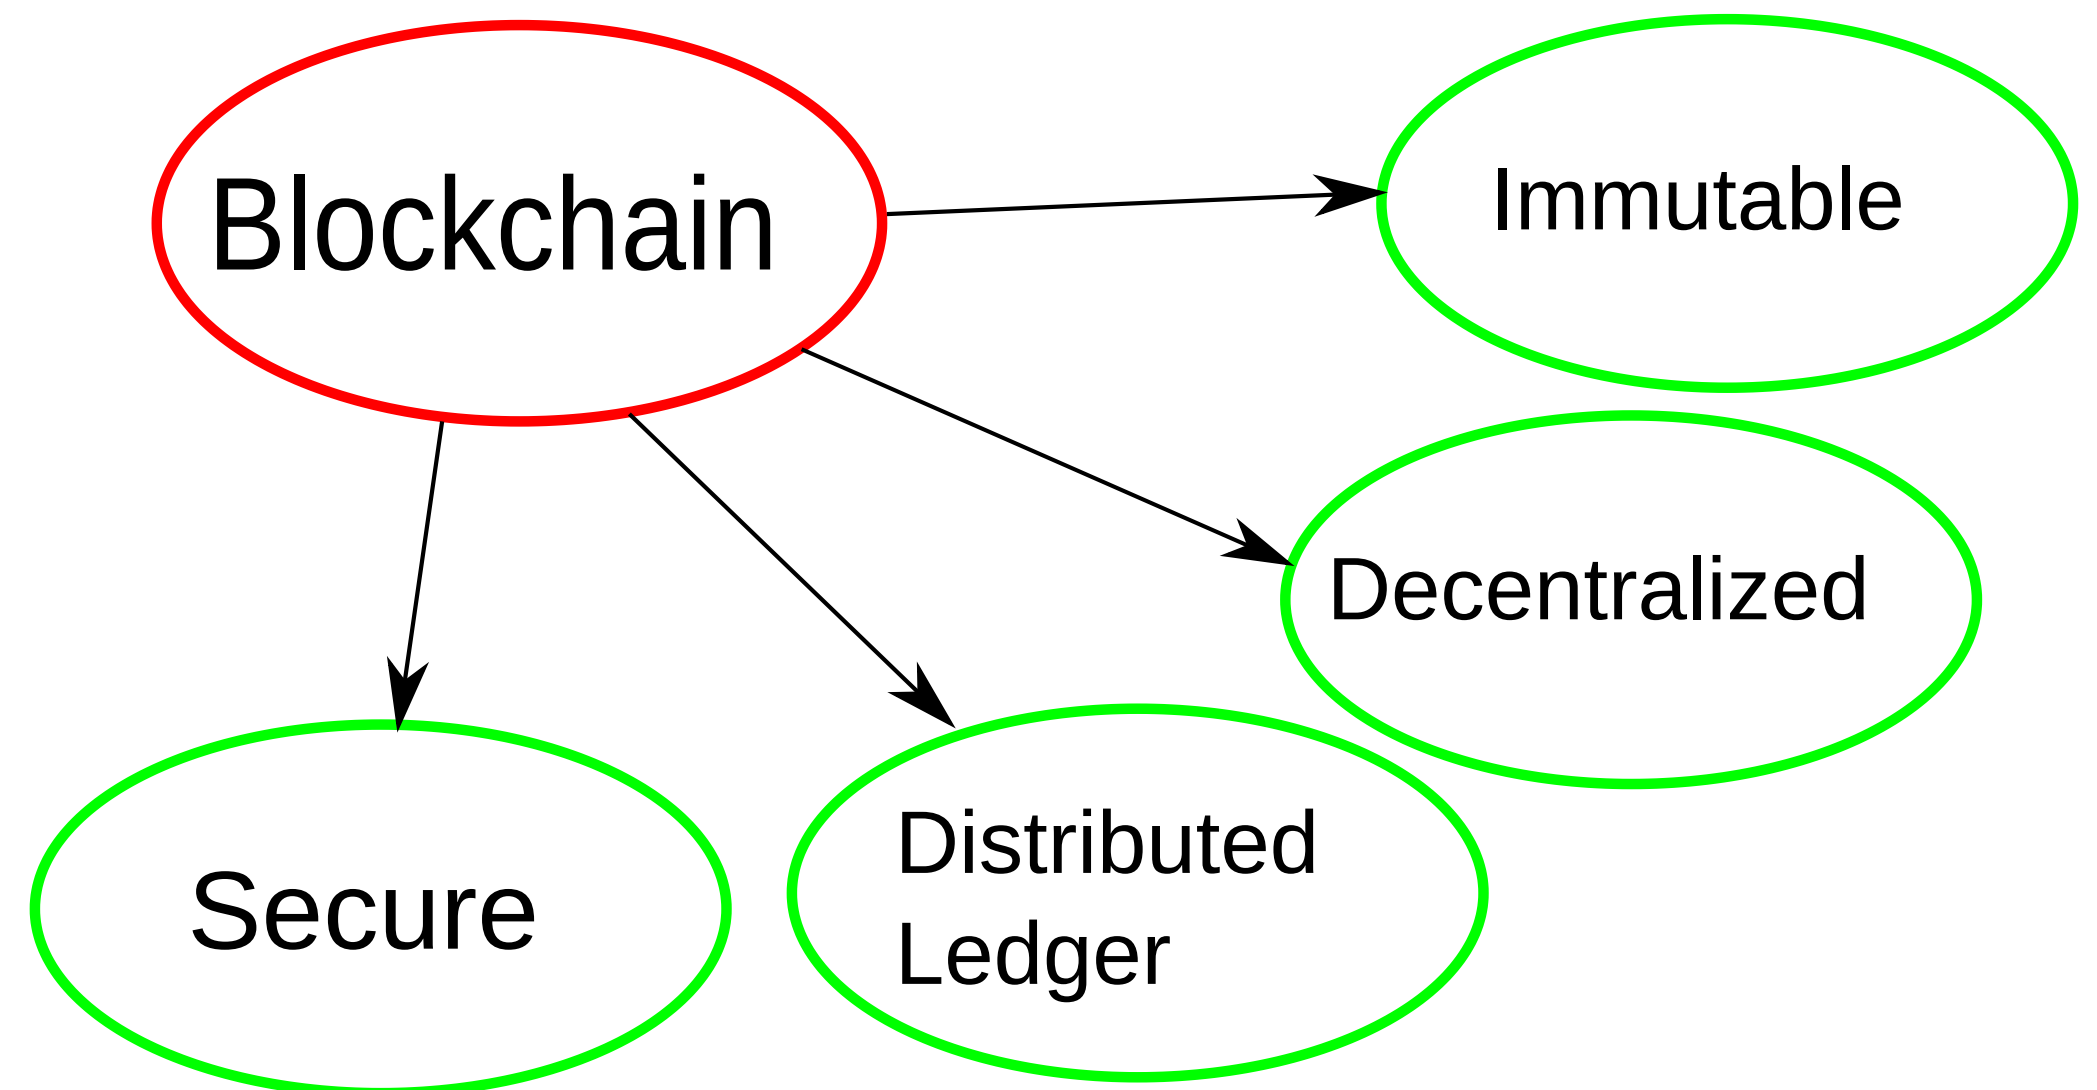 Blockchain
Immutable
Decentralized
Distributed
Ledger
Secure